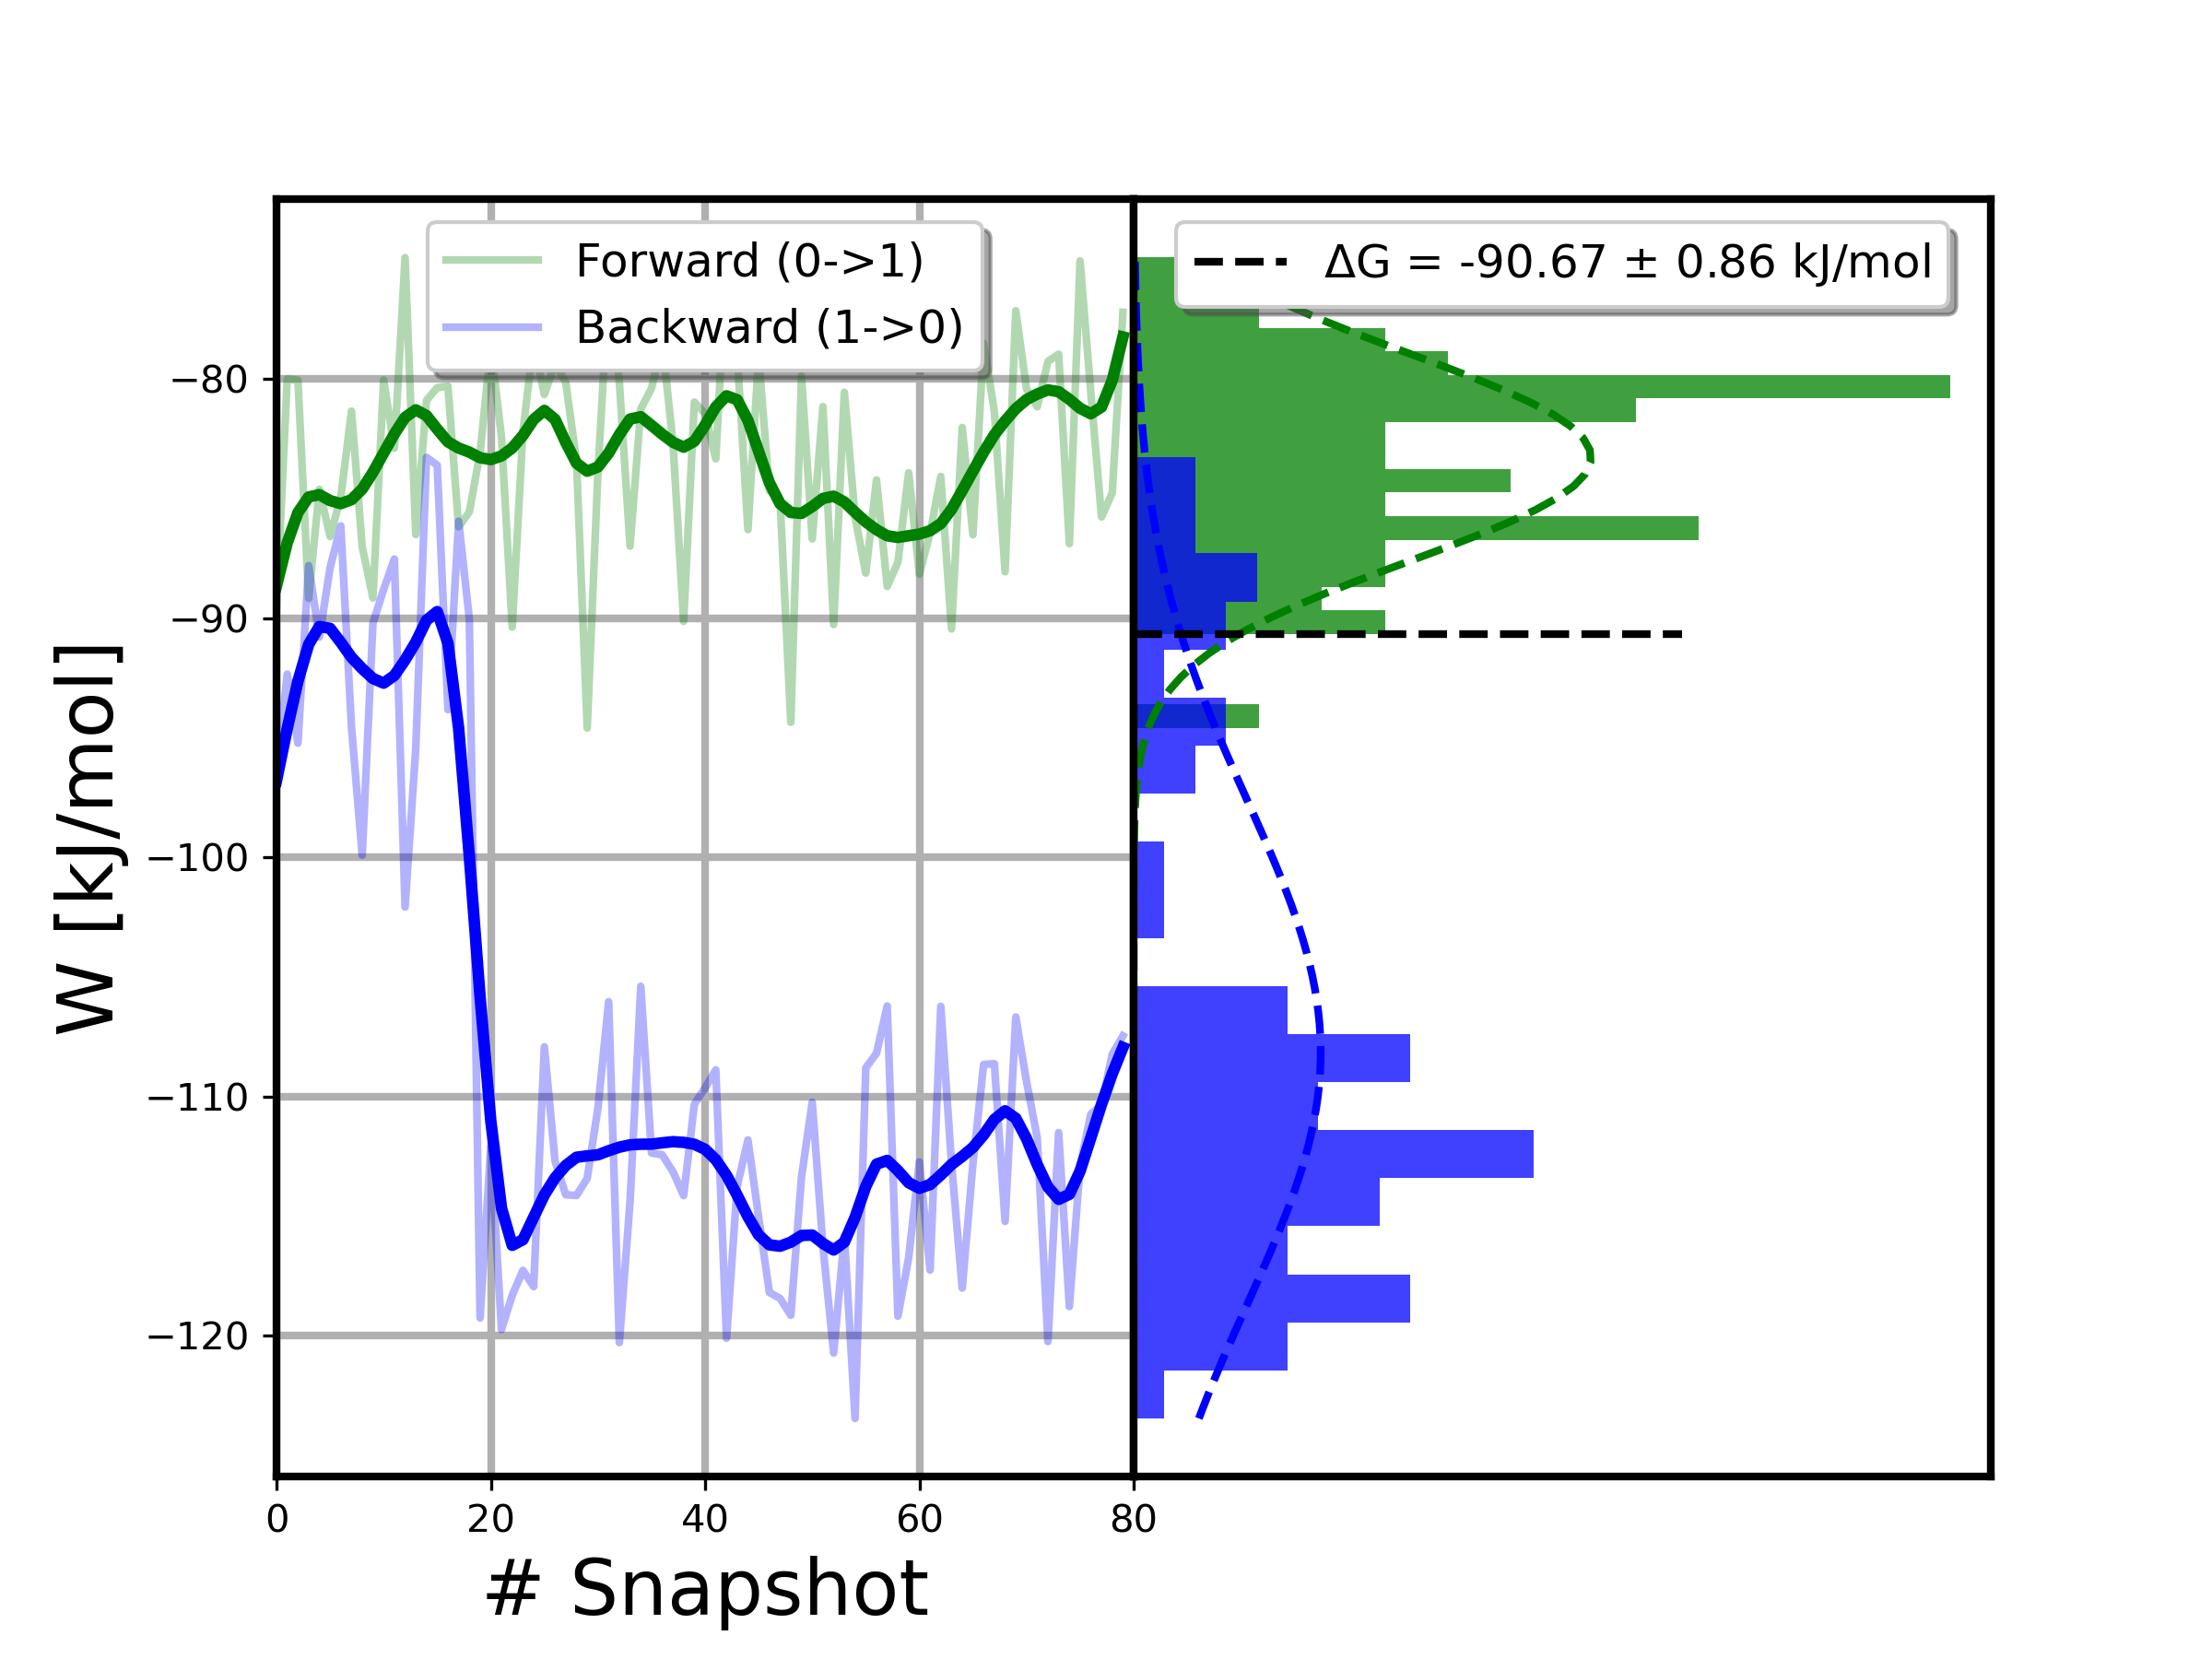 Forward (0->1)
Backward (1->0)
ΔG = -90.67 ± 0.86 kJ/mol
W [kJ/mol]
−80
−90
−100
−110
−120
0 20 40 60 80
# Snapshot